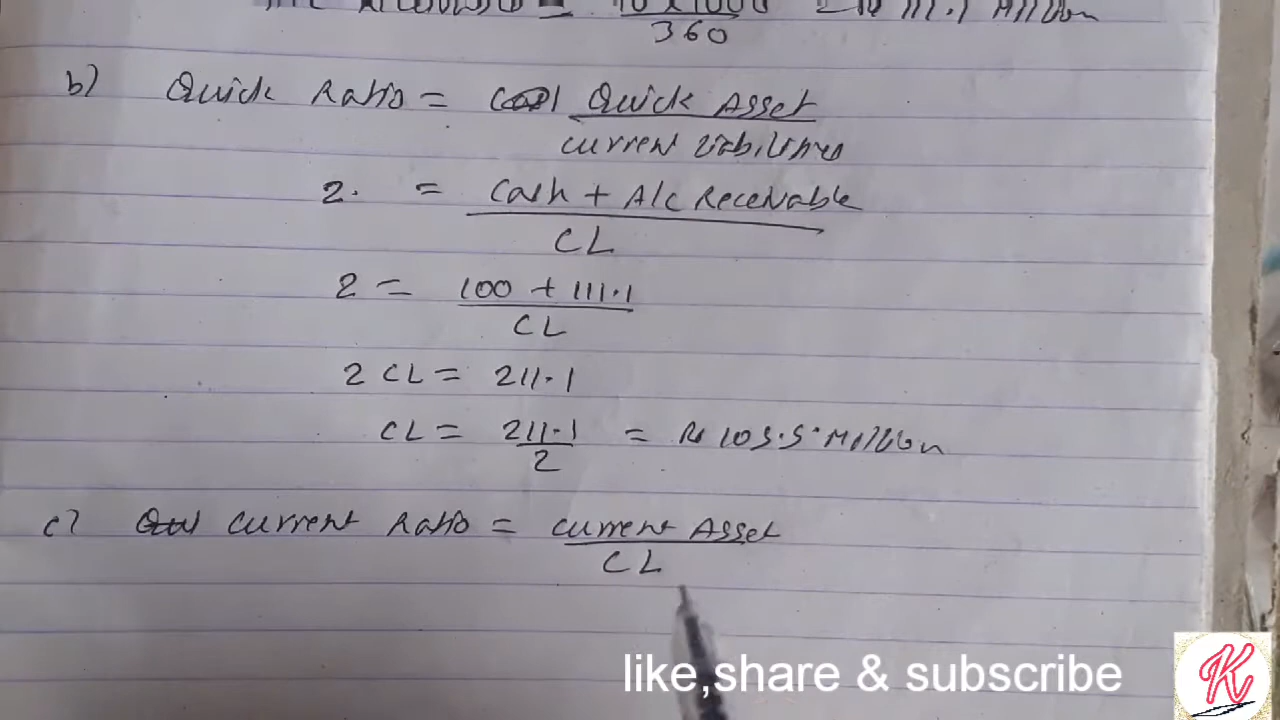 360
b) Quick Ratio = Quick Asset
current liabilities
2. = Cash + A/c Receivable
CL
2 = 100 + 111.1
CL
2 CL = 211.1
CL = 211.1 = Rs 105.5 Million
2
c) Current Ratio = Current Asset
CL
like,share & subscribe
K